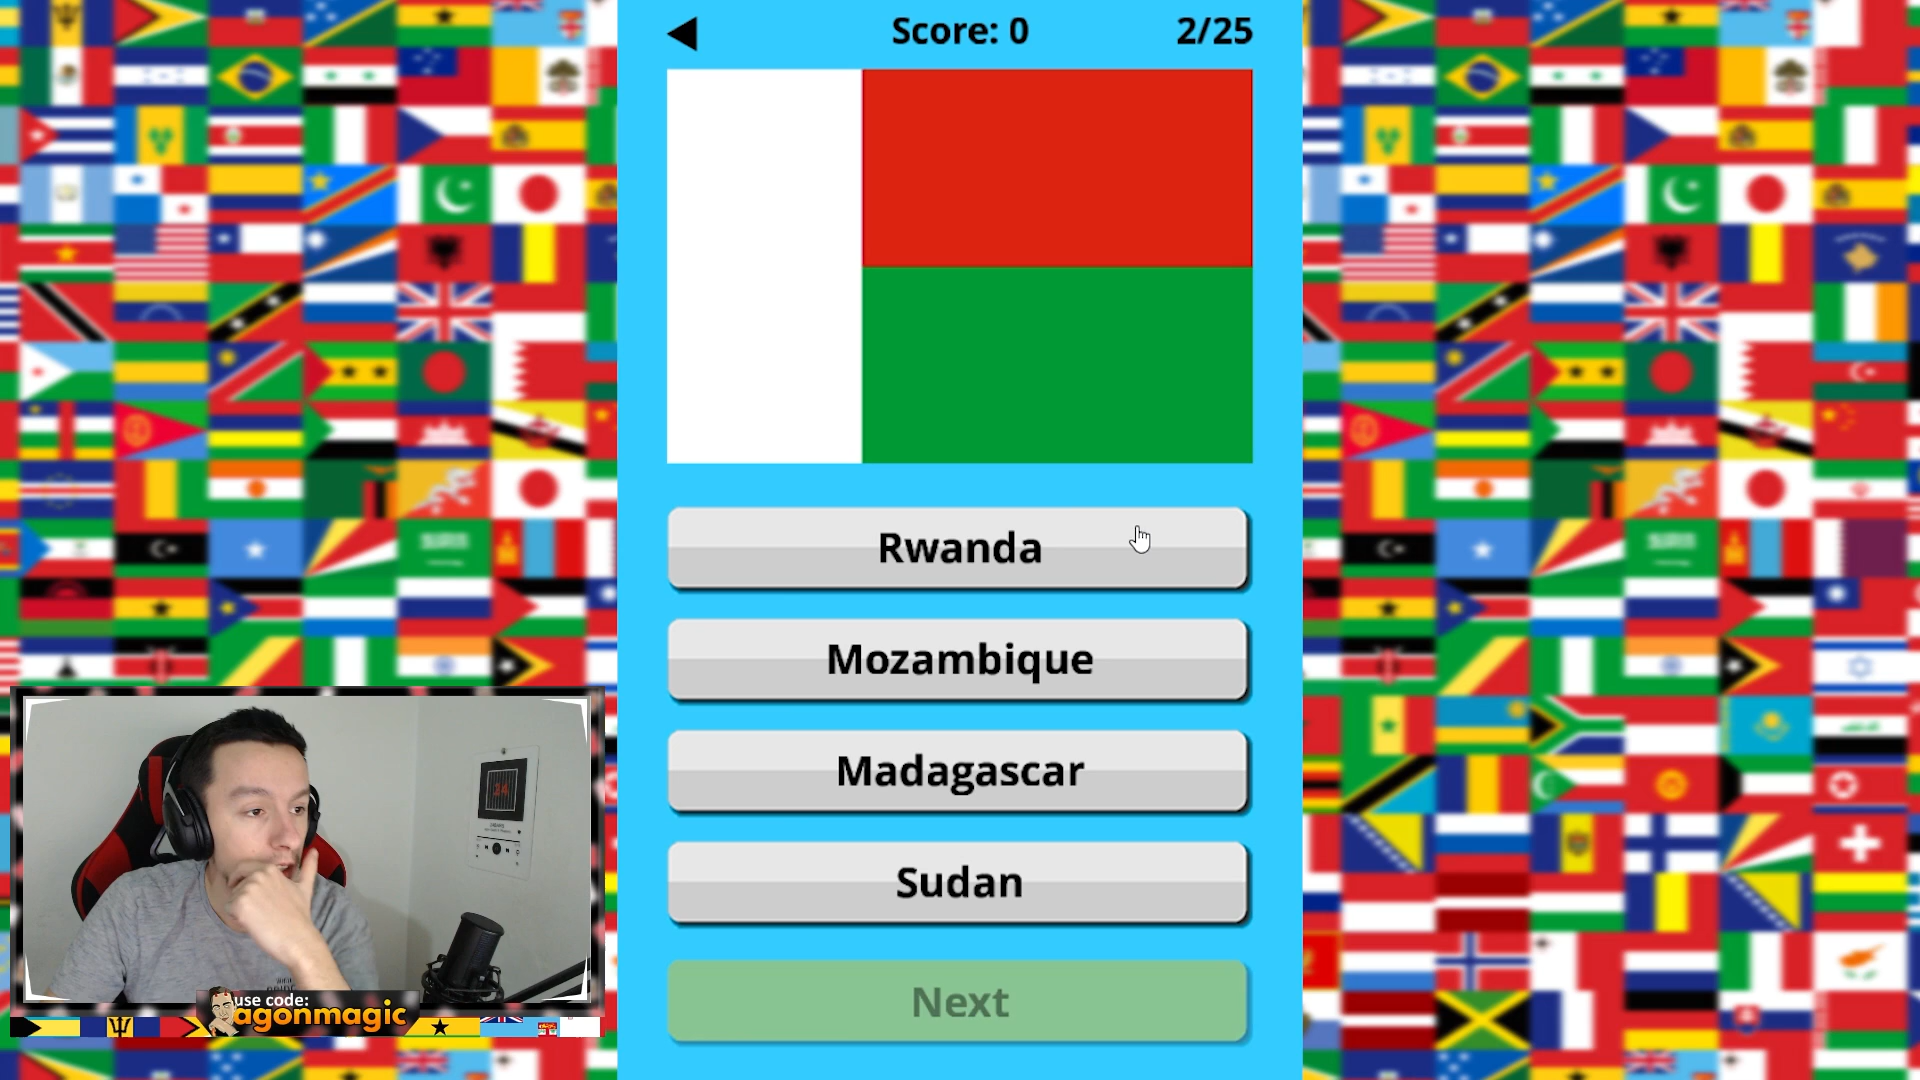 Score: 0
2/25
Rwanda
Mozambique
Madagascar
Sudan
Next
use code:
agonmagic